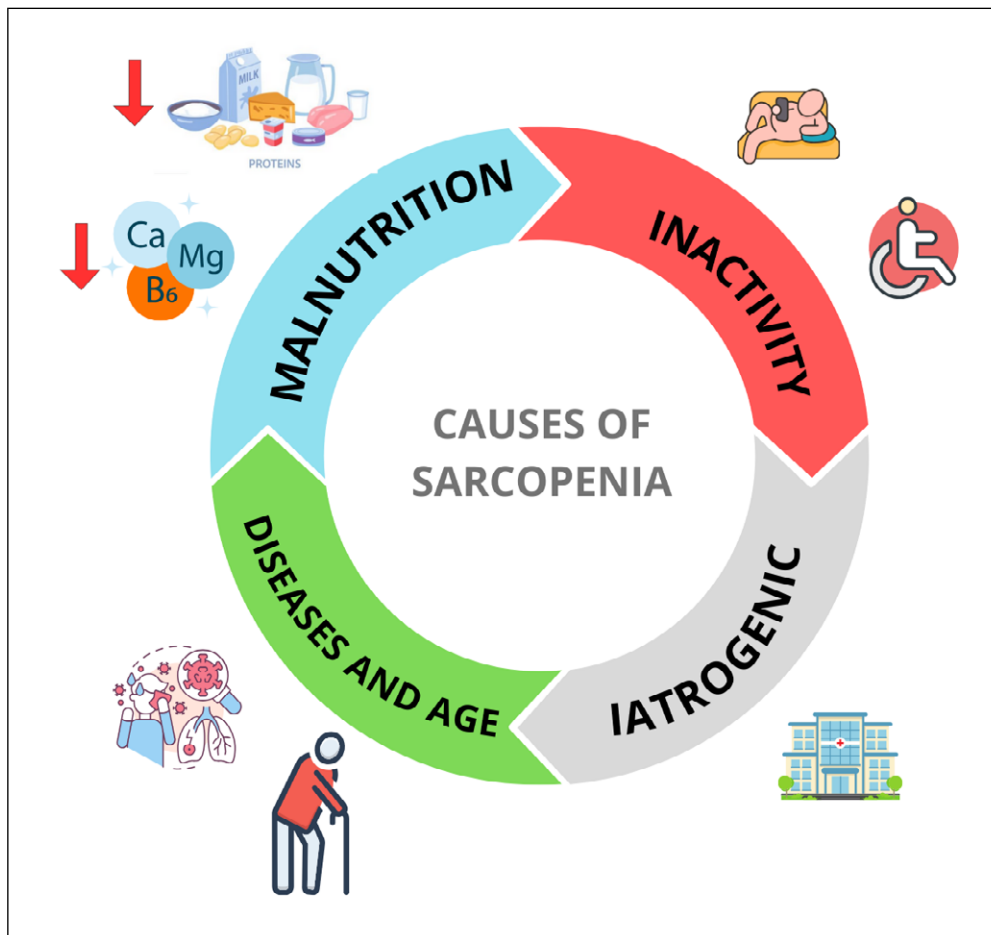 MILK
PROTEINS
Ca
Mg
B₆
MALNUTRITION
INACTIVITY
CAUSES OF
SARCOPENIA
DISEASES AND AGE
IATROGENIC